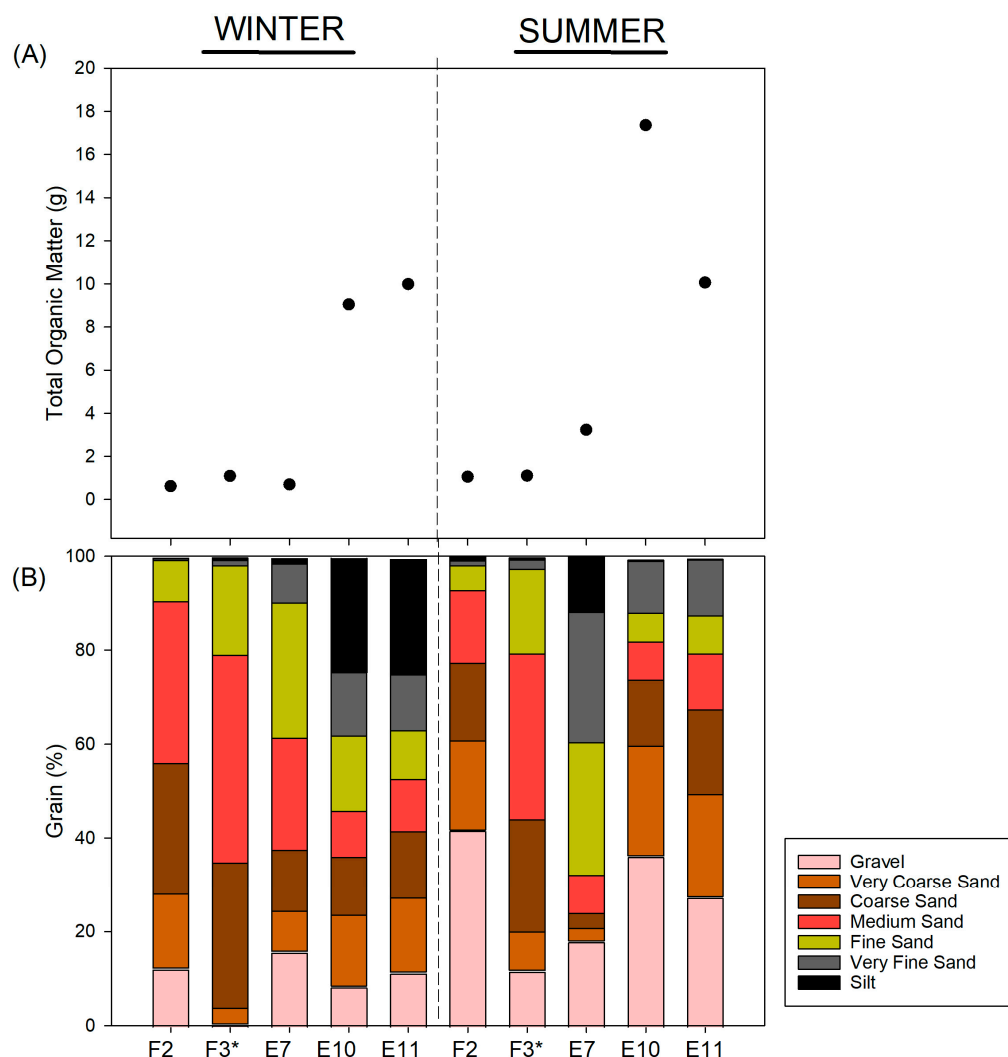 WINTER SUMMER
(A)
20
18
16
14
12
10
8
6
4
2
0
Total Organic Matter (g)
(B)
100
80
60
40
20
0
Grain (%)
F2 F3* E7 E10 E11 F2 F3* E7 E10 E11
Gravel
Very Coarse Sand
Coarse Sand
Medium Sand
Fine Sand
Very Fine Sand
Silt